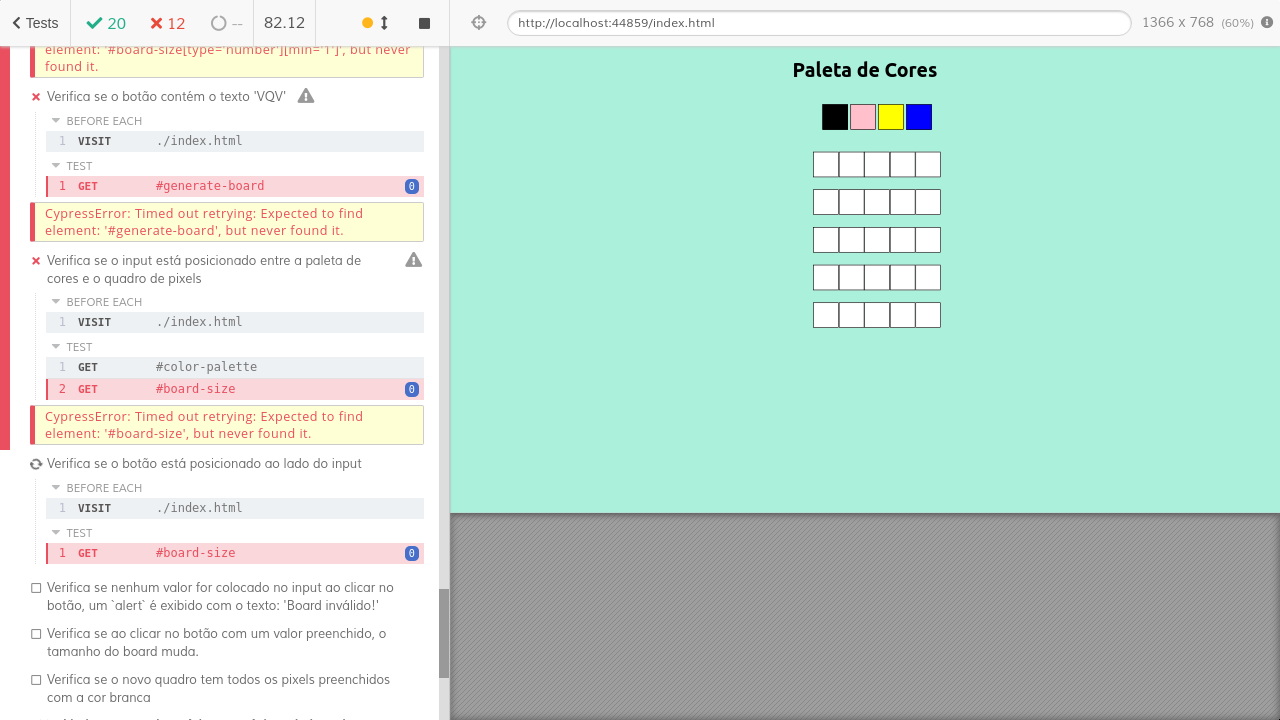 Tests
20
12
--
82.12
http://localhost:44859/index.html
1366 x 768 (60%)
element: '#board-size[type='number'][min='1']', but never
found it.
Verifica se o botão contém o texto 'VQV'
BEFORE EACH
1 VISIT ./index.html
TEST
1 GET #generate-board 0
CypressError: Timed out retrying: Expected to find
element: '#generate-board', but never found it.
Verifica se o input está posicionado entre a paleta de
cores e o quadro de pixels
BEFORE EACH
1 VISIT ./index.html
TEST
1 GET #color-palette
2 GET #board-size 0
CypressError: Timed out retrying: Expected to find
element: '#board-size', but never found it.
Verifica se o botão está posicionado ao lado do input
BEFORE EACH
1 VISIT ./index.html
TEST
1 GET #board-size 0
Verifica se nenhum valor for colocado no input ao clicar no
botão, um `alert` é exibido com o texto: 'Board inválido!'
Verifica se ao clicar no botão com um valor preenchido, o
tamanho do board muda.
Verifica se o novo quadro tem todos os pixels preenchidos
com a cor branca
Paleta de Cores